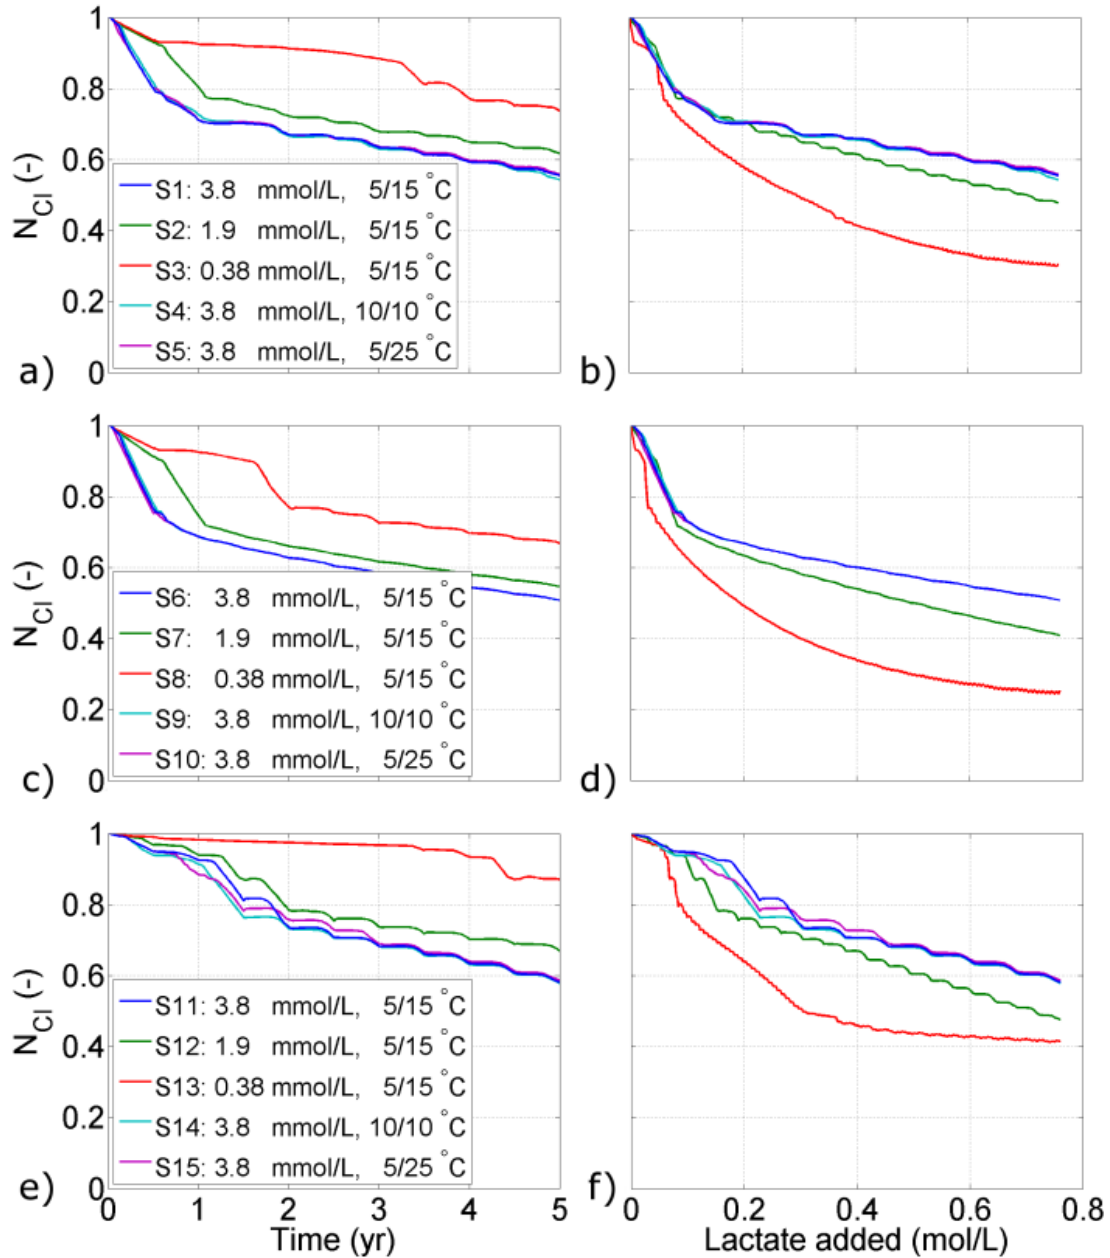 1
0.8
0.6
0.4
0.2
0
N_Cl (-)
S1: 3.8 mmol/L, 5/15 °C
S2: 1.9 mmol/L, 5/15 °C
S3: 0.38 mmol/L, 5/15 °C
S4: 3.8 mmol/L, 10/10 °C
S5: 3.8 mmol/L, 5/25 °C
a)
b)
1
0.8
0.6
0.4
0.2
0
N_Cl (-)
S6: 3.8 mmol/L, 5/15 °C
S7: 1.9 mmol/L, 5/15 °C
S8: 0.38 mmol/L, 5/15 °C
S9: 3.8 mmol/L, 10/10 °C
S10: 3.8 mmol/L, 5/25 °C
c)
d)
1
0.8
0.6
0.4
0.2
0
N_Cl (-)
S11: 3.8 mmol/L, 5/15 °C
S12: 1.9 mmol/L, 5/15 °C
S13: 0.38 mmol/L, 5/15 °C
S14: 3.8 mmol/L, 10/10 °C
S15: 3.8 mmol/L, 5/25 °C
e)
f)
0 1 2 3 4 5
Time (yr)
0 0.2 0.4 0.6 0.8
Lactate added (mol/L)